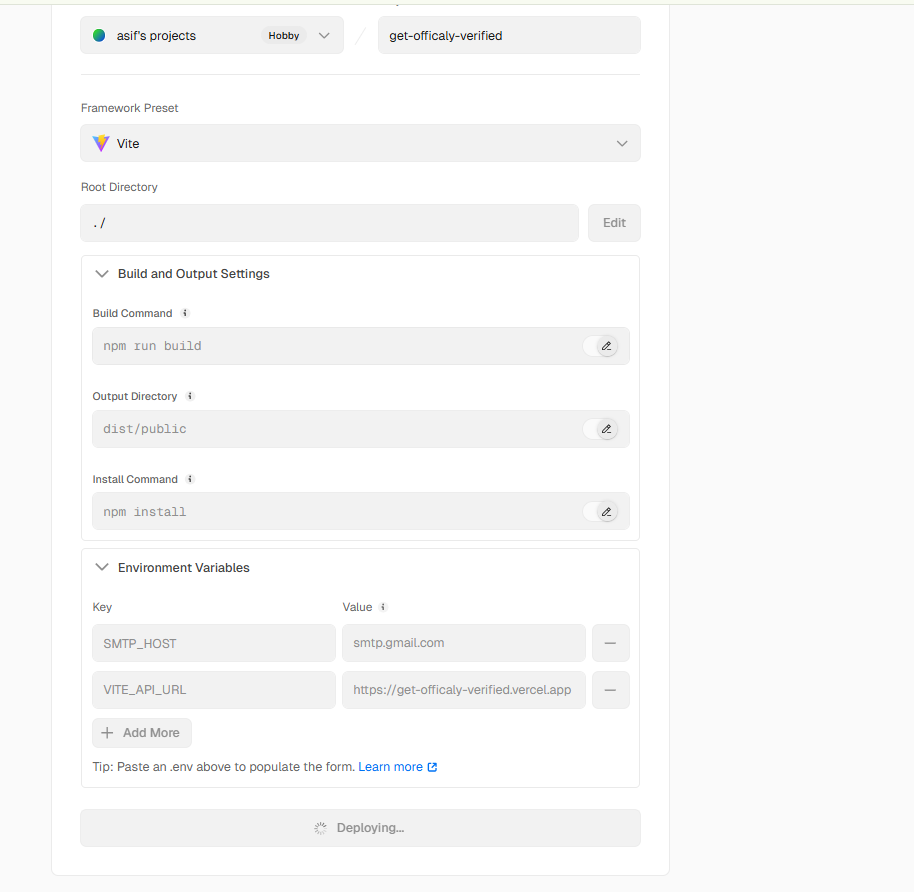 asif's projects Hobby get-officaly-verified
Framework Preset
Vite
Root Directory
./ Edit
Build and Output Settings
Build Command i
npm run build
Output Directory i
dist/public
Install Command i
npm install
Environment Variables
Key Value i
SMTP_HOST smtp.gmail.com
VITE_API_URL https://get-officaly-verified.vercel.app
Add More
Tip: Paste an .env above to populate the form. Learn more
Deploying...